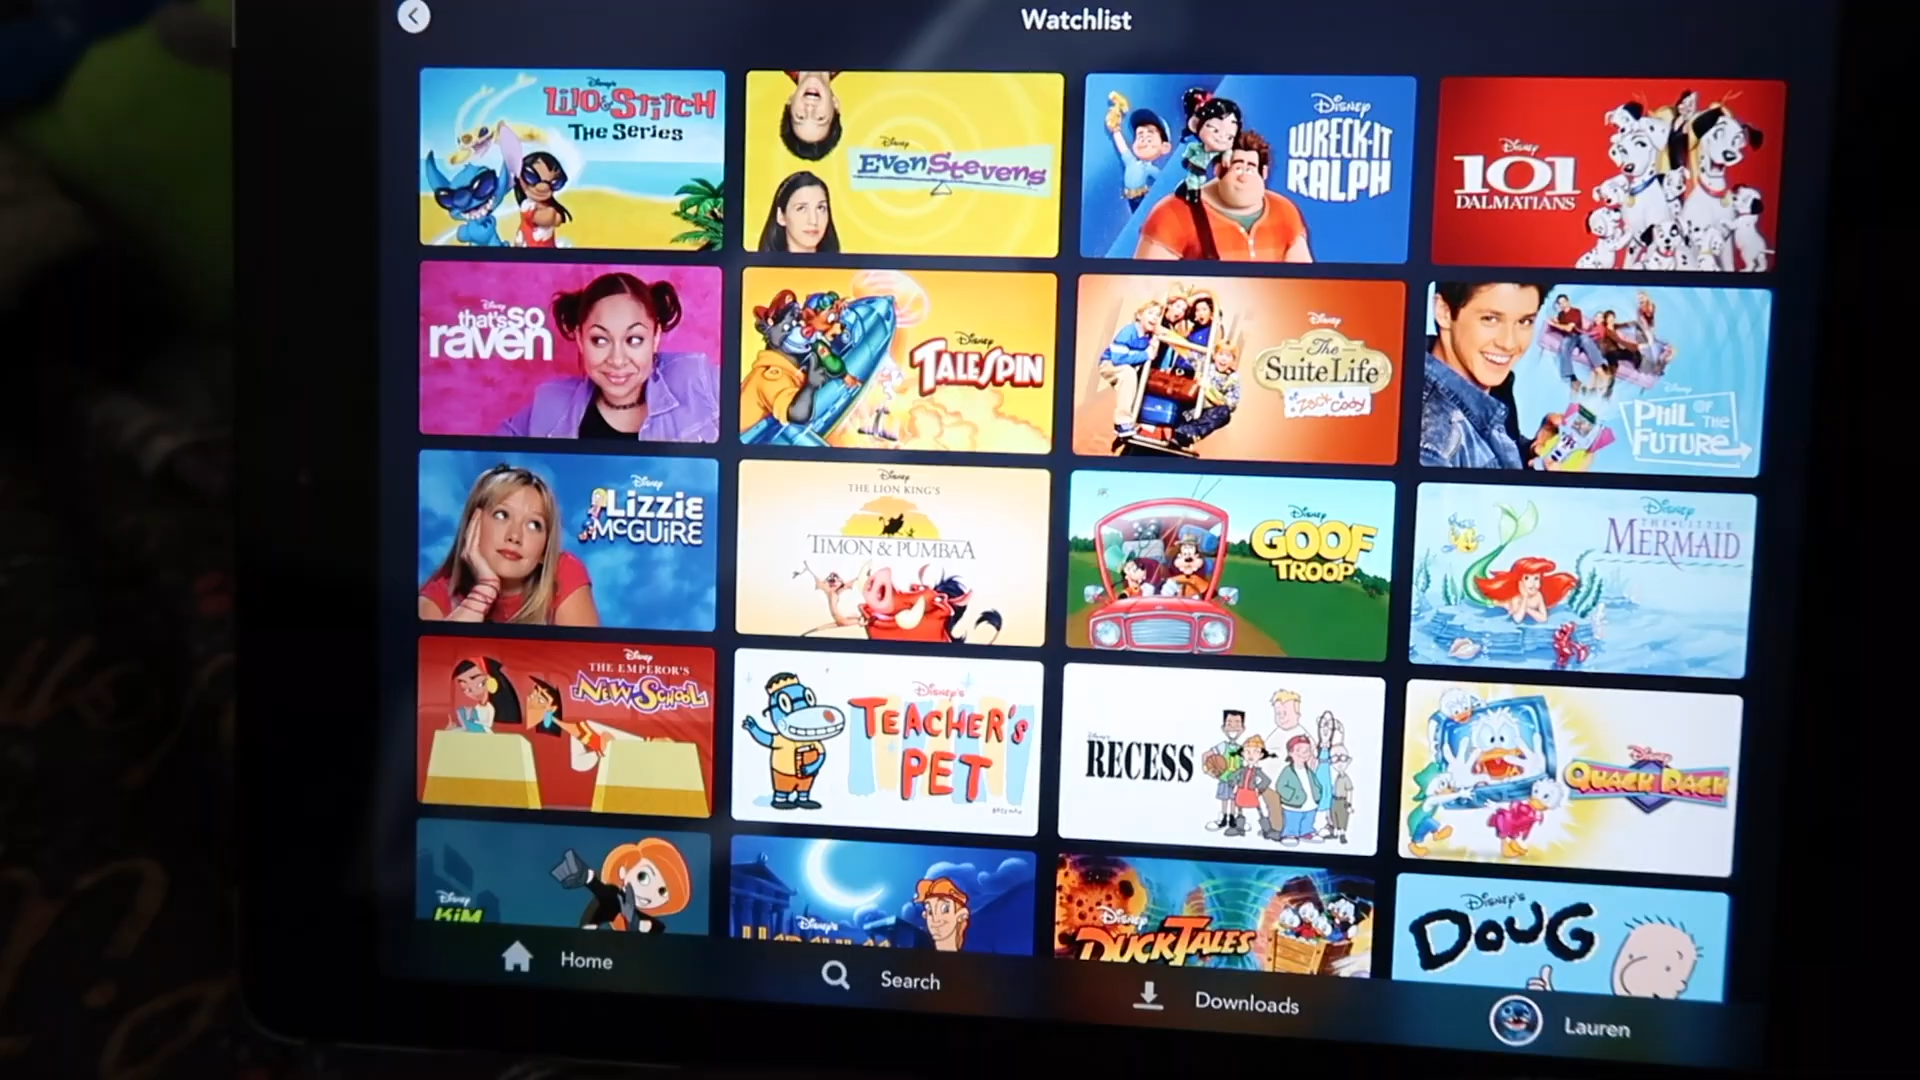 Watchlist
Disney's
LiLO & STiTCH
THE SERiES
Disney
Even Stevens
Disney
WRECK-IT
RALPH
Disney
101
DALMATIANS
Disney
that's so
raven
Disney
TALESPIN
Disney
The
Suite Life
of Zack & Cody
Disney
PHiL OF THE
FUTURE
Disney
LizziE
McGUiRE
Disney
THE LION KING'S
TIMON & PUMBAA
Disney
GOOF
TROOP
Disney
THE LITTLE
MERMAID
Disney
THE EMPEROR'S
NEW SCHOOL
Disney's
TEACHER'S
PET
Disney's
RECESS
Disney
QUACK PACK
Disney
KiM
Disney's
Disney
DUCKTALES
Disney's
DOUG
Home
Search
Downloads
Lauren